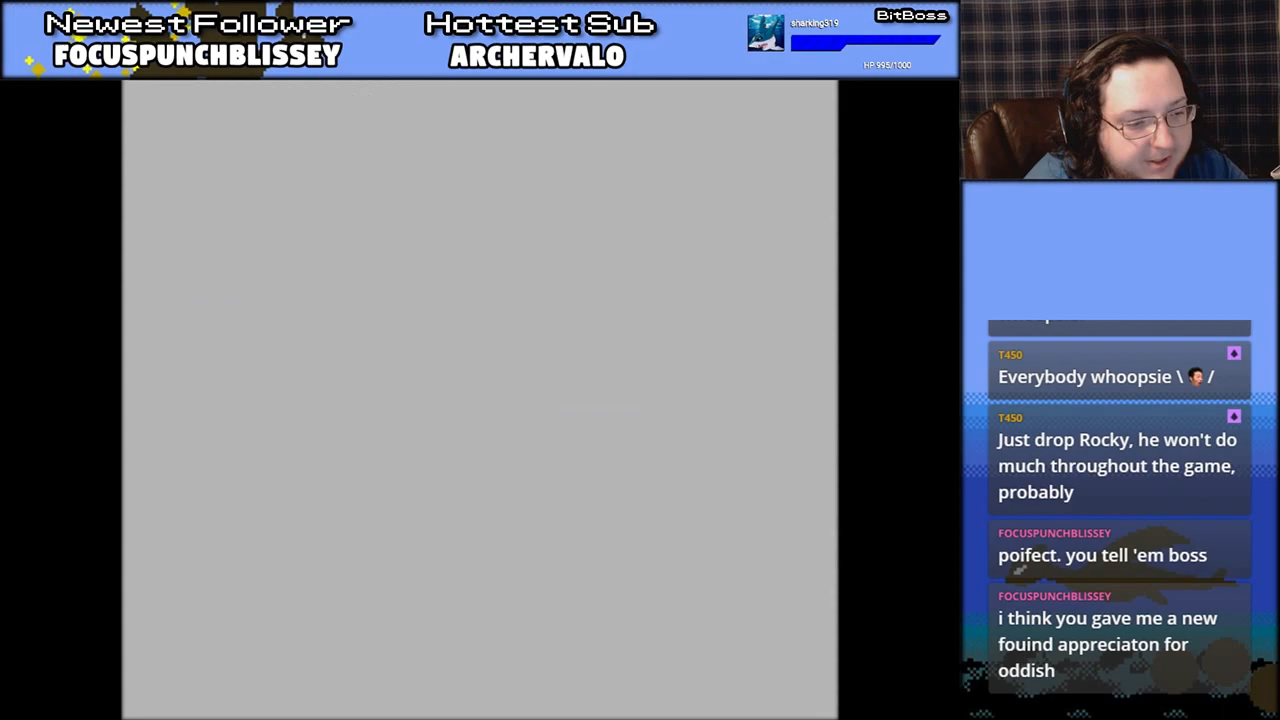 Newest Follower
FOCUSPUNCHBLISSEY
Hottest Sub
ARCHERVALO
sharking319
BitBoss
HP 995/1000
T450
Everybody whoopsie \ /
T450
Just drop Rocky, he won't do
much throughout the game,
probably
FOCUSPUNCHBLISSEY
poifect. you tell 'em boss
FOCUSPUNCHBLISSEY
i think you gave me a new
fouind appreciaton for
oddish